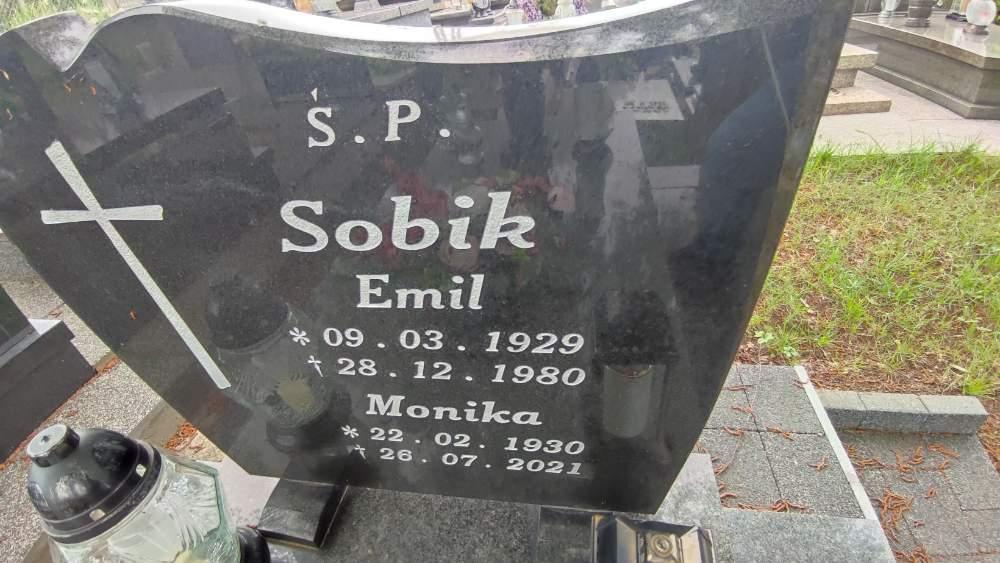 Ś.P.
Sobik
Emil
* 09.03.1929
† 28.12.1980
Monika
* 22.02.1930
† 26.07.2021